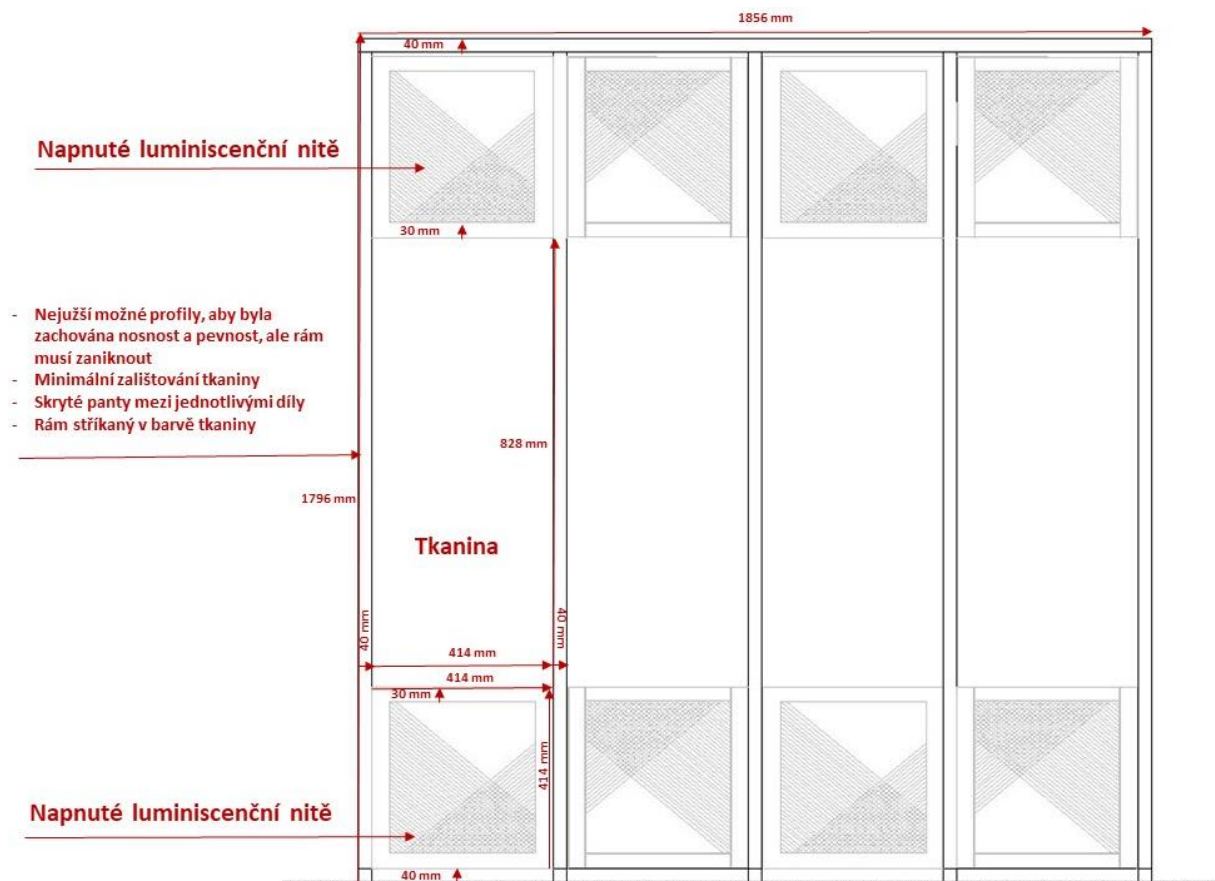 1856 mm
40 mm
Napnuté luminiscenční nitě
30 mm
- Nejužší možné profily, aby byla
zachována nosnost a pevnost, ale rám
musí zaniknout
- Minimální zalištování tkaniny
- Skryté panty mezi jednotlivými díly
- Rám stříkaný v barvě tkaniny
828 mm
1796 mm
Tkanina
40 mm
40 mm
414 mm
414 mm
30 mm
414 mm
Napnuté luminiscenční nitě
40 mm